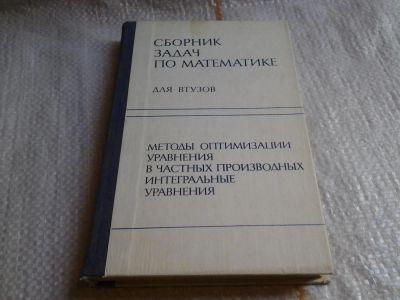 СБОРНИК
ЗАДАЧ
ПО МАТЕМАТИКЕ
ДЛЯ ВТУЗОВ
МЕТОДЫ ОПТИМИЗАЦИИ
УРАВНЕНИЯ
В ЧАСТНЫХ ПРОИЗВОДНЫХ
ИНТЕГРАЛЬНЫЕ
УРАВНЕНИЯ